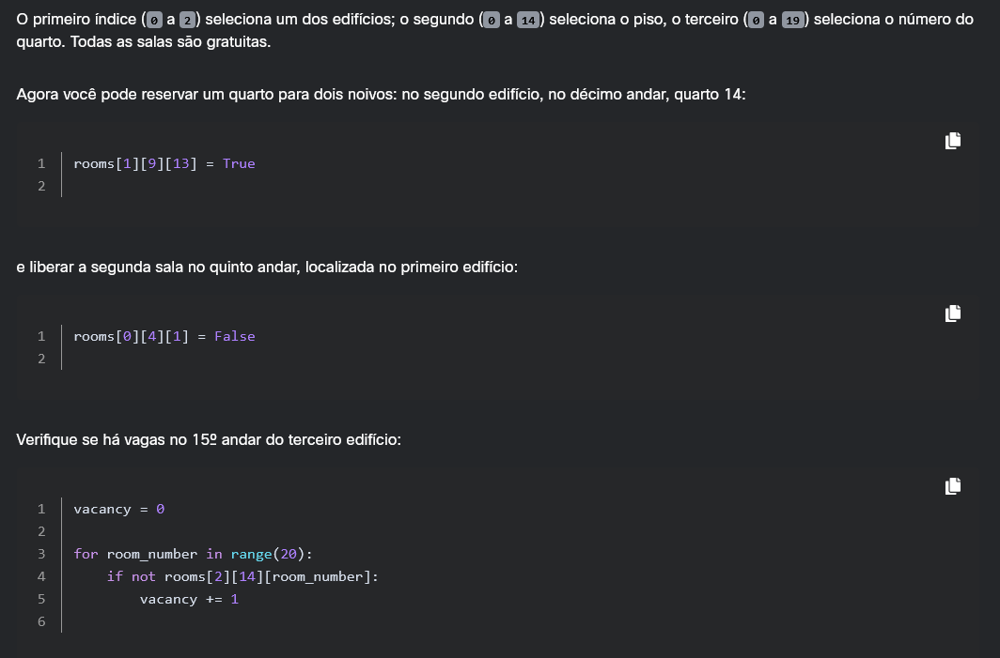 O primeiro índice (0 a 2) seleciona um dos edifícios; o segundo (0 a 14) seleciona o piso, o terceiro (0 a 19) seleciona o número do
quarto. Todas as salas são gratuitas.
Agora você pode reservar um quarto para dois noivos: no segundo edifício, no décimo andar, quarto 14:
1 rooms[1][9][13] = True
2
e liberar a segunda sala no quinto andar, localizada no primeiro edifício:
1 rooms[0][4][1] = False
2
Verifique se há vagas no 15º andar do terceiro edifício:
1 vacancy = 0
2
3 for room_number in range(20):
4     if not rooms[2][14][room_number]:
5         vacancy += 1
6